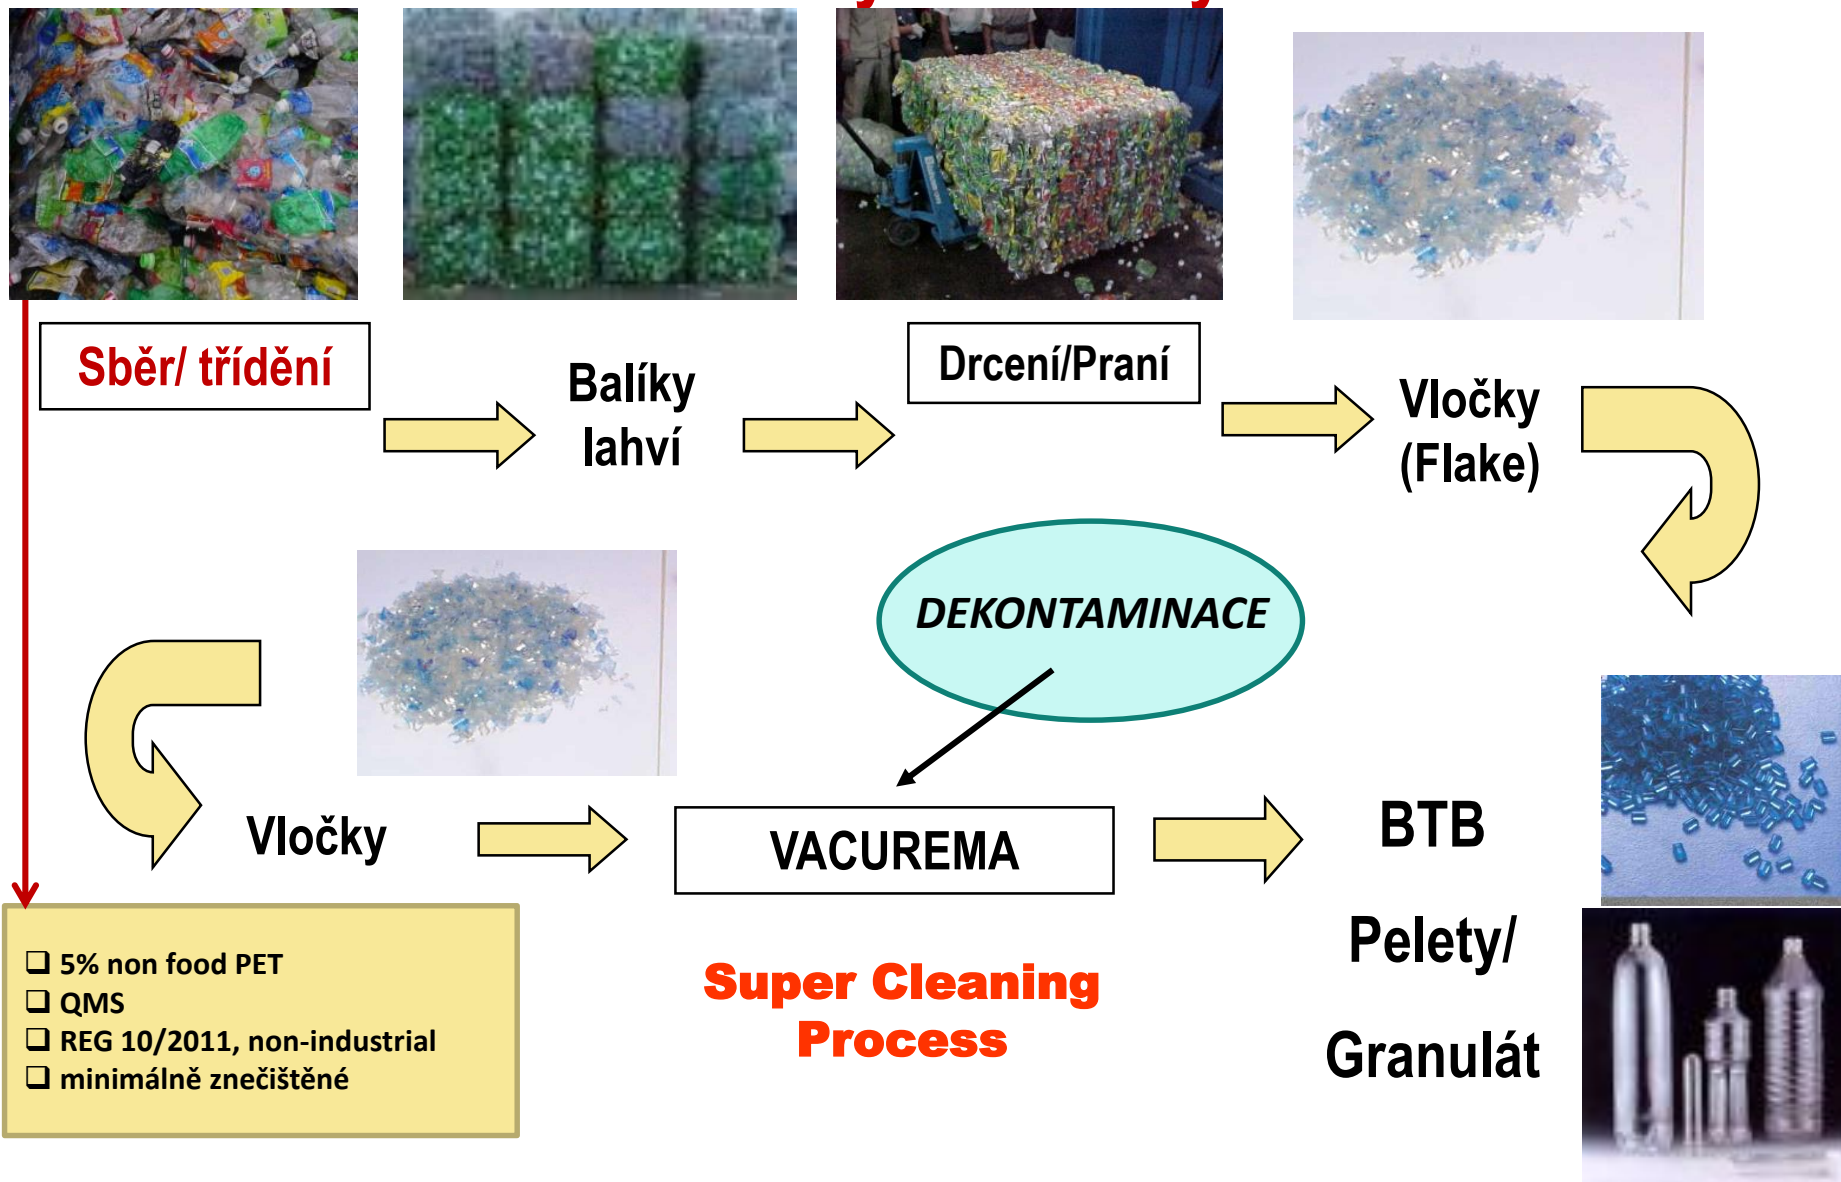 Sběr/ třídění
Balíky
lahví
Drcení/Praní
Vločky
(Flake)
DEKONTAMINACE
Vločky
VACUREMA
BTB
Pelety/
Granulát
Super Cleaning
Process
❑ 5% non food PET
❑ QMS
❑ REG 10/2011, non-industrial
❑ minimálně znečištěné